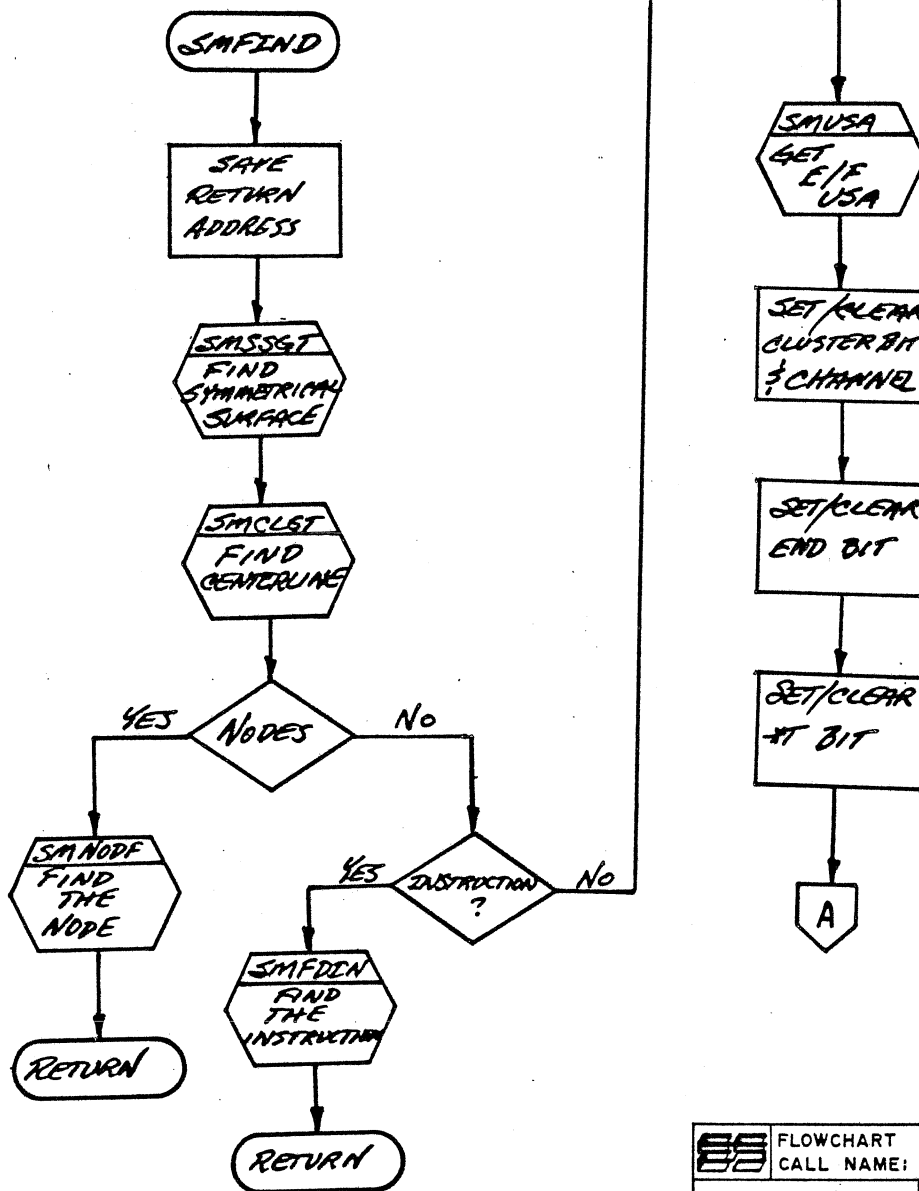 SMFIND
SAVE
RETURN
ADDRESS
SMSSGT
FIND
SYMMETRICAL
SURFACE
SMCLGT
FIND
CENTERLINE
NODES
YES
NO
SMNODF
FIND
THE
NODE
RETURN
INSTRUCTION
?
YES
NO
SMFDIN
FIND
THE
INSTRUCTION
RETURN
SMUSA
GET
E/F
USA
SET/CLEAR
CLUSTER BIT
& CHANNEL
SET/CLEAR
END BIT
SET/CLEAR
BIT
A
FLOWCHART
CALL NAME: